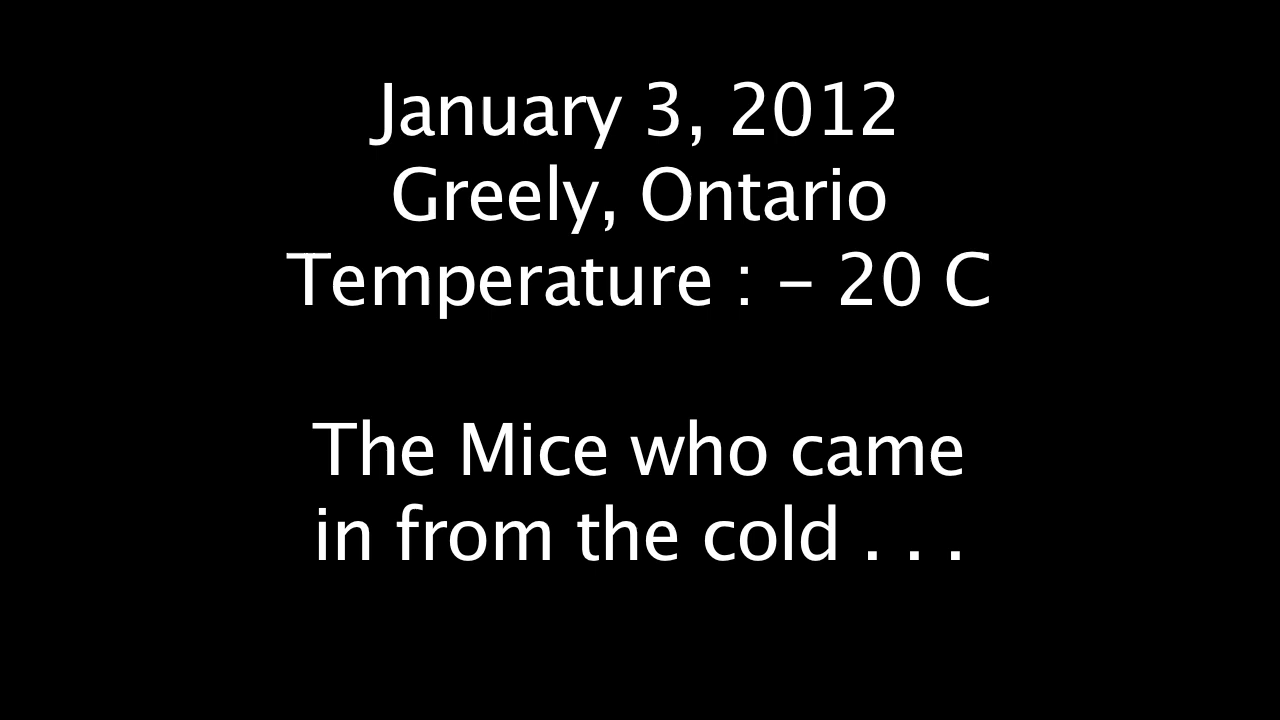 January 3, 2012
Greely, Ontario
Temperature : - 20 C
The Mice who came
in from the cold . . .